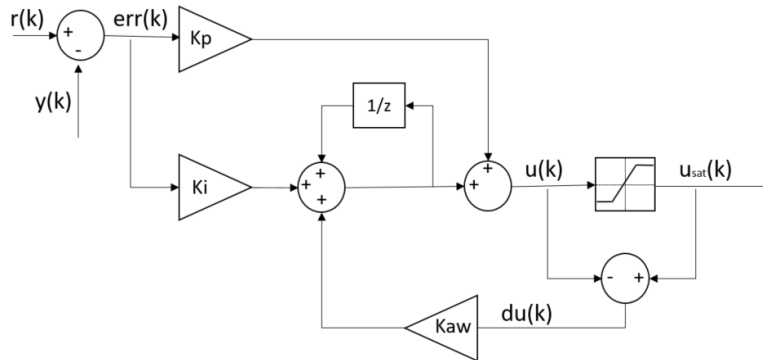 r(k)
+
-
err(k)
Kp
y(k)
1/z
Ki
+
+
+
+
+
u(k)
usat(k)
-
+
Kaw
du(k)